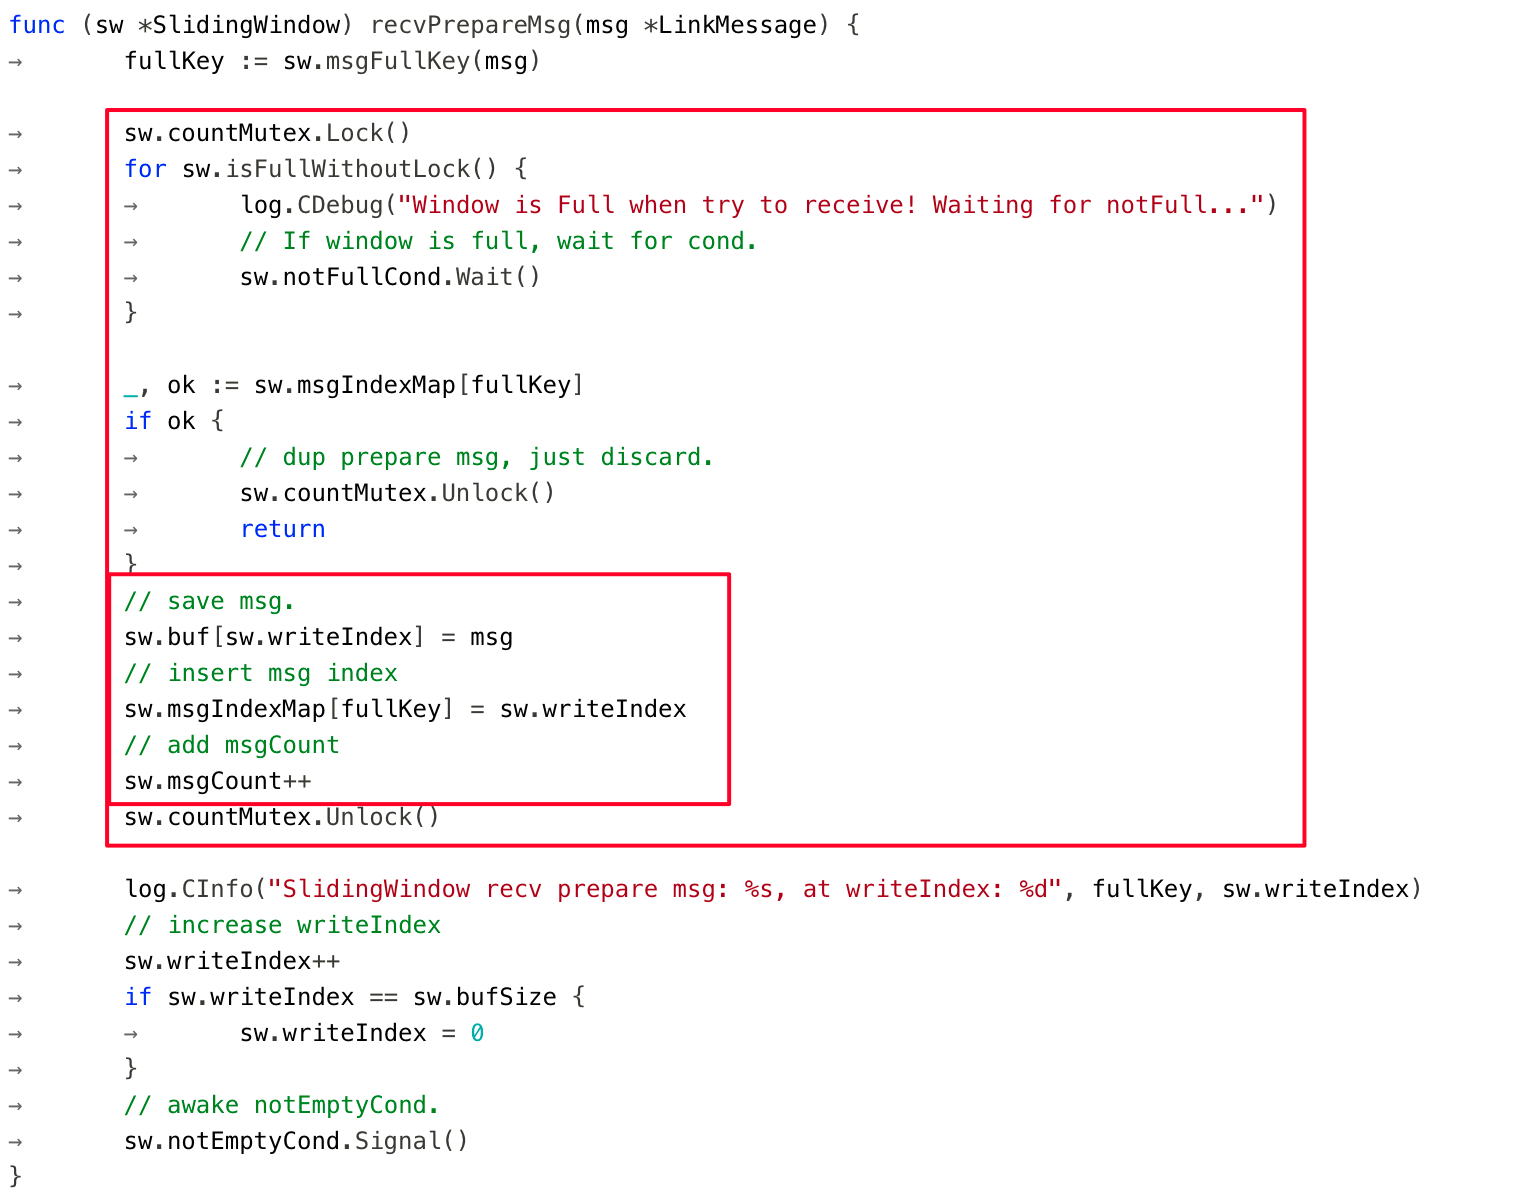 func (sw *SlidingWindow) recvPrepareMsg(msg *LinkMessage) {
→ fullKey := sw.msgFullKey(msg)
→ sw.countMutex.Lock()
→ for sw.isFullWithoutLock() {
→ → log.CDebug("Window is Full when try to receive! Waiting for notFull...")
→ → // If window is full, wait for cond.
→ → sw.notFullCond.Wait()
→ }
→ _, ok := sw.msgIndexMap[fullKey]
→ if ok {
→ → // dup prepare msg, just discard.
→ → sw.countMutex.Unlock()
→ → return
→ }
→ // save msg.
→ sw.buf[sw.writeIndex] = msg
→ // insert msg index
→ sw.msgIndexMap[fullKey] = sw.writeIndex
→ // add msgCount
→ sw.msgCount++
→ sw.countMutex.Unlock()
→ log.CInfo("SlidingWindow recv prepare msg: %s, at writeIndex: %d", fullKey, sw.writeIndex)
→ // increase writeIndex
→ sw.writeIndex++
→ if sw.writeIndex == sw.bufSize {
→ → sw.writeIndex = 0
→ }
→ // awake notEmptyCond.
→ sw.notEmptyCond.Signal()
}